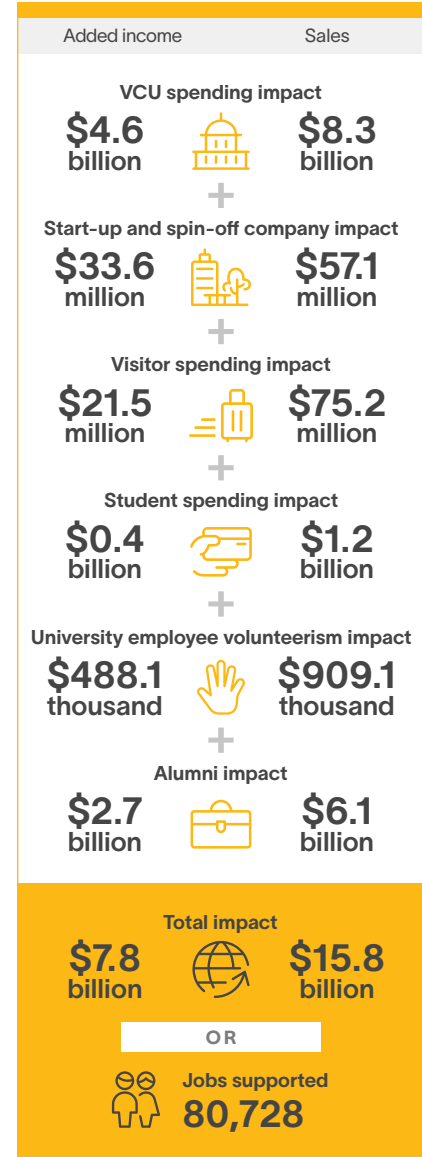 Added income Sales
VCU spending impact
$4.6 $8.3
billion billion
+
Start-up and spin-off company impact
$33.6 $57.1
million million
+
Visitor spending impact
$21.5 $75.2
million million
+
Student spending impact
$0.4 $1.2
billion billion
+
University employee volunteerism impact
$488.1 $909.1
thousand thousand
+
Alumni impact
$2.7 $6.1
billion billion
Total impact
$7.8 $15.8
billion billion
OR
Jobs supported
80,728